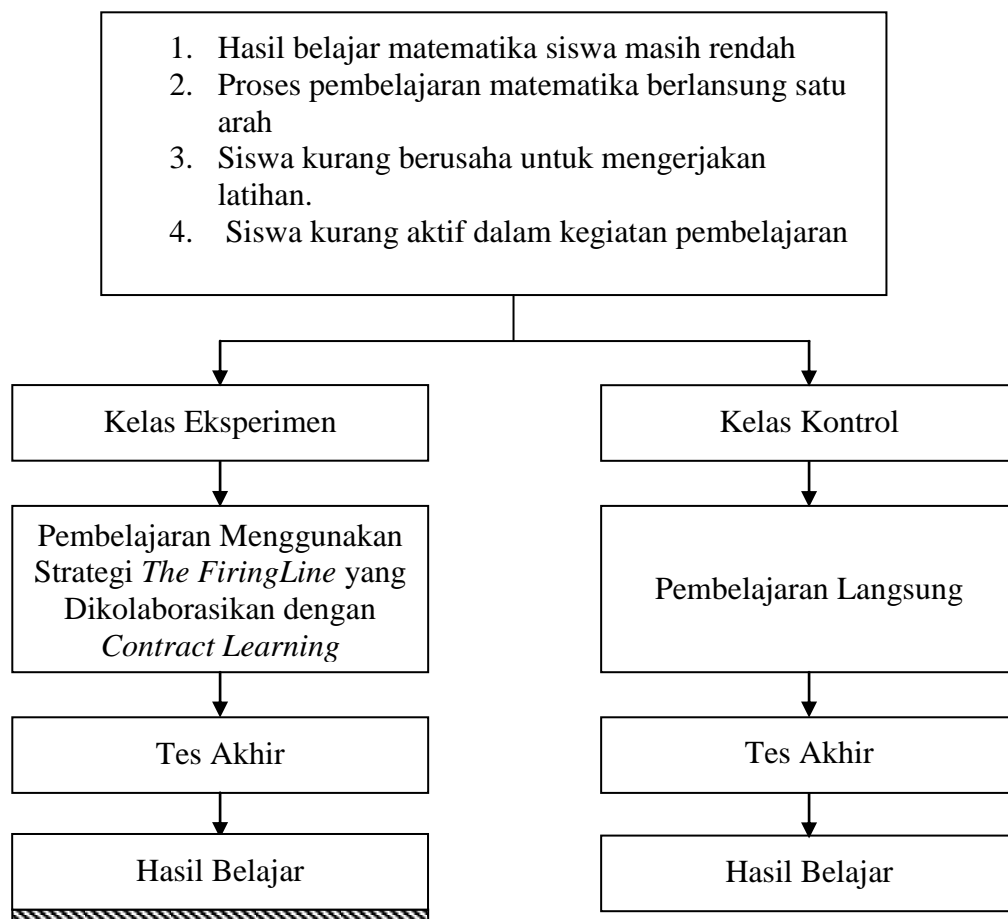 1. Hasil belajar matematika siswa masih rendah
2. Proses pembelajaran matematika berlansung satu
arah
3. Siswa kurang berusaha untuk mengerjakan
latihan.
4. Siswa kurang aktif dalam kegiatan pembelajaran
Kelas Eksperimen
Kelas Kontrol
Pembelajaran Menggunakan
Strategi The FiringLine yang
Dikolaborasikan dengan
Contract Learning
Pembelajaran Langsung
Tes Akhir
Tes Akhir
Hasil Belajar
Hasil Belajar